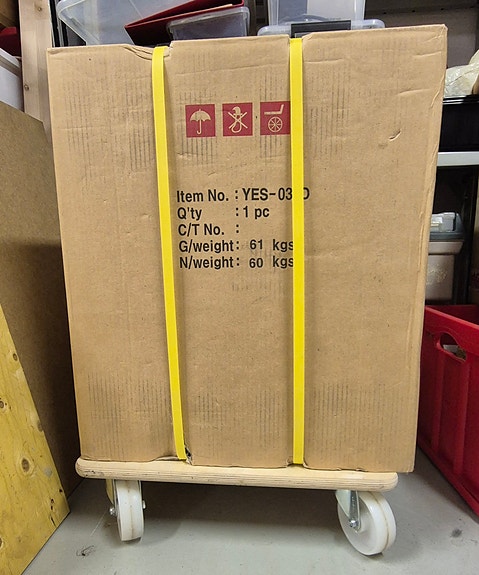 Item No. :
Q'ty : 1 pc
C/T No. :
G/weight: 61 kgs
N/weight: 60 kgs